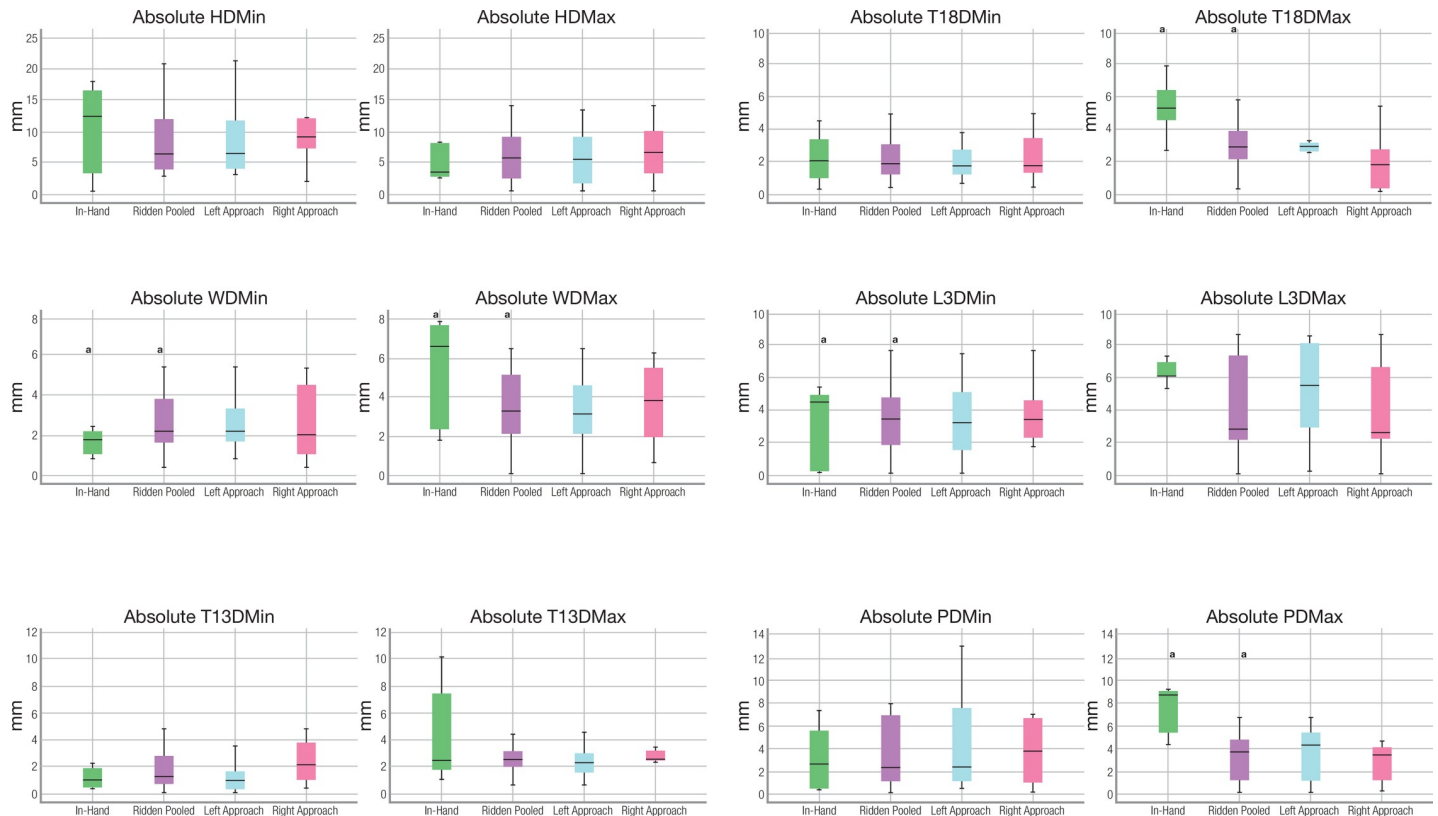 Absolute HDMin
25
20
15
10
5
0
mm
In-Hand Ridden Pooled Left Approach Right Approach
Absolute HDMax
25
20
15
10
5
0
mm
In-Hand Ridden Pooled Left Approach Right Approach
Absolute T18DMin
10
8
6
4
2
0
mm
In-Hand Ridden Pooled Left Approach Right Approach
Absolute T18DMax
a a
10
8
6
4
2
0
mm
In-Hand Ridden Pooled Left Approach Right Approach
Absolute WDMin
8
6
4
2
0
mm
a a
In-Hand Ridden Pooled Left Approach Right Approach
Absolute WDMax
a a
8
6
4
2
0
mm
In-Hand Ridden Pooled Left Approach Right Approach
Absolute L3DMin
10
8
6
4
2
0
mm
a a
In-Hand Ridden Pooled Left Approach Right Approach
Absolute L3DMax
10
8
6
4
2
0
mm
In-Hand Ridden Pooled Left Approach Right Approach
Absolute T13DMin
12
10
8
6
4
2
0
mm
In-Hand Ridden Pooled Left Approach Right Approach
Absolute T13DMax
12
10
8
6
4
2
0
mm
In-Hand Ridden Pooled Left Approach Right Approach
Absolute PDMin
14
12
10
8
6
4
2
0
mm
In-Hand Ridden Pooled Left Approach Right Approach
Absolute PDMax
14
12
10
8
6
4
2
0
mm
a a
In-Hand Ridden Pooled Left Approach Right Approach